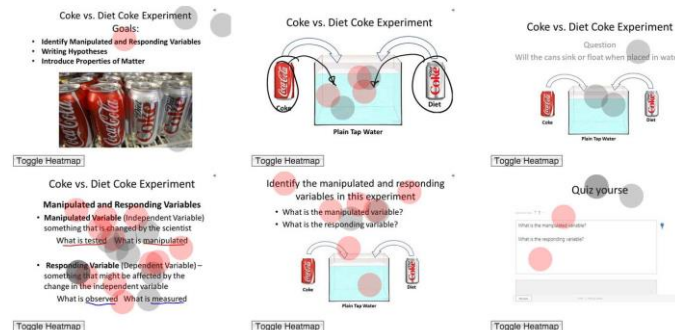 Coke vs. Diet Coke Experiment
Goals:
• Identify Manipulated and Responding Variables
• Writing Hypotheses
• Introduce Properties of Matter
Toggle Heatmap
Coke vs. Diet Coke Experiment
Coke
Diet
Plain Tap Water
Toggle Heatmap
Coke vs. Diet Coke Experiment
Question
Will the cans sink or float when placed in wate
Coke
Diet
Plain Tap Water
Toggle Heatmap
Coke vs. Diet Coke Experiment
Manipulated and Responding Variables
• Manipulated Variable (Independent Variable)
something that is changed by the scientist
What is tested What is manipulated
• Responding Variable (Dependent Variable) –
something that might be affected by the
change in the independent variable
What is observed What is measured
Toggle Heatmap
Identify the manipulated and responding
variables in this experiment
• What is the manipulated variable?
• What is the responding variable?
Coke
Diet
Plain Tap Water
Toggle Heatmap
Quiz yourse
What is the manipulated variable?
What is the responding variable?
Toggle Heatmap